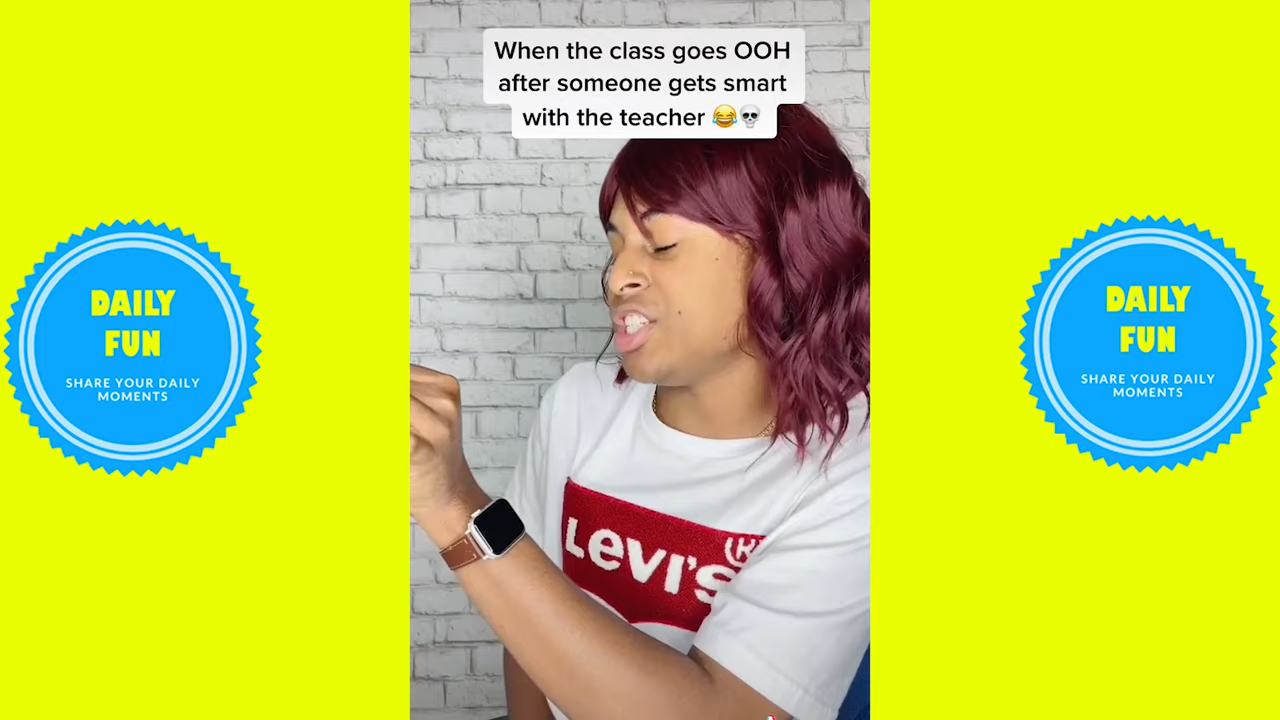 When the class goes OOH
after someone gets smart
with the teacher 😂💀
DAILY
FUN
SHARE YOUR DAILY
MOMENTS
LEVI'S
(R)
DAILY
FUN
SHARE YOUR DAILY
MOMENTS